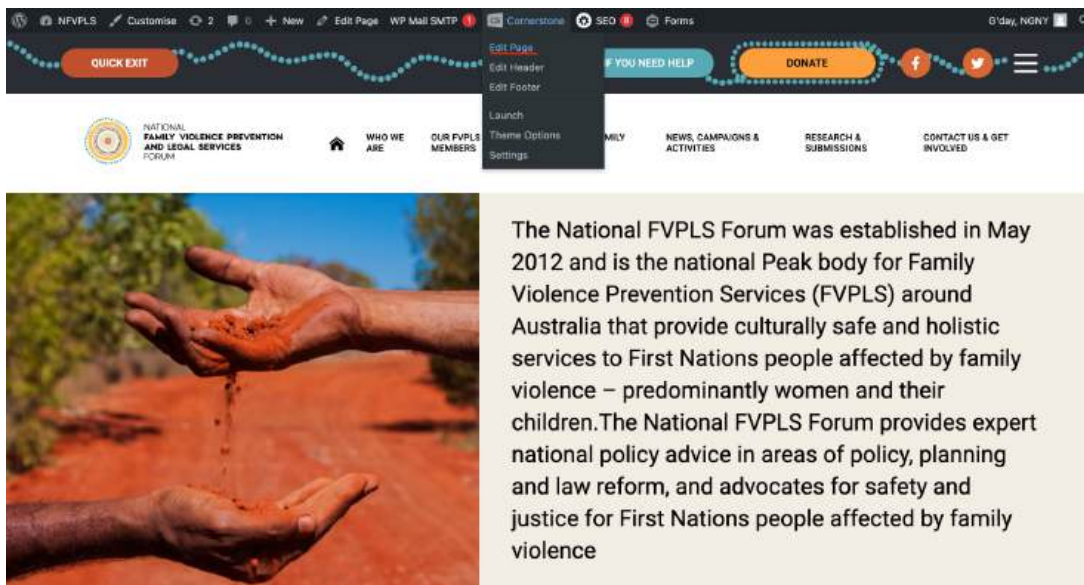 NFVPLS Customise 2 0 New Edit Page WP Mail SMTP ! Cornerstone SEO 8 Forms G'day, NGNY
Edit Page
Edit Header
Edit Footer
Launch
Theme Options
Settings
QUICK EXIT
IF YOU NEED HELP
DONATE
NATIONAL
FAMILY VIOLENCE PREVENTION
AND LEGAL SERVICES
FORUM
WHO WE
ARE
OUR FVPLS
MEMBERS
NEWS, CAMPAIGNS &
ACTIVITIES
RESEARCH &
SUBMISSIONS
CONTACT US & GET
INVOLVED
The National FVPLS Forum was established in May
2012 and is the national Peak body for Family
Violence Prevention Services (FVPLS) around
Australia that provide culturally safe and holistic
services to First Nations people affected by family
violence – predominantly women and their
children.The National FVPLS Forum provides expert
national policy advice in areas of policy, planning
and law reform, and advocates for safety and
justice for First Nations people affected by family
violence